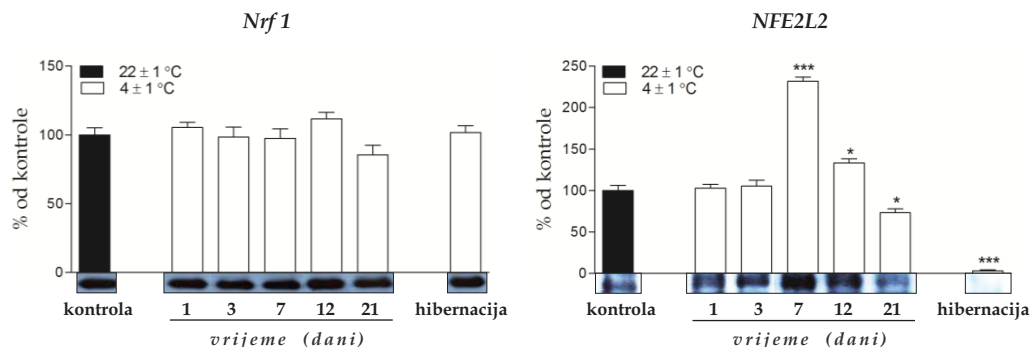 Nrf 1
150
100
50
0
% od kontrole
22 ± 1 °C
4 ± 1 °C
kontrola
1 3 7 12 21
hibernacija
vrijeme (dani)
NFE2L2
250
200
150
100
50
0
% od kontrole
22 ± 1 °C
4 ± 1 °C
***
*
*
***
kontrola
1 3 7 12 21
hibernacija
vrijeme (dani)